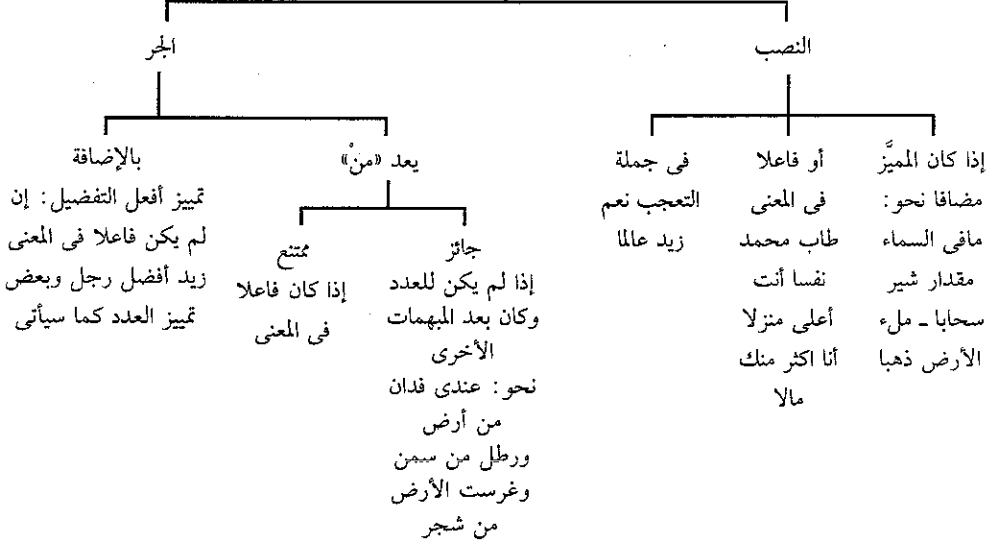 النصب
الجر
إذا كان المميَّز
مضافا نحو:
مافى السماء
مقدار شير
سحابا ـ ملء
الأرض ذهبا
أو فاعلا
فى المعنى
طاب محمد
نفسا أنت
أعلى منزلا
أنا اكثر منك
مالا
فى جملة
التعجب نعم
زيد عالما
يعد «منْ»
جائز
إذا لم يكن للعدد
وكان بعد المبهمات
الأخرى
نحو: عندى فدان
من أرض
ورطل من سمن
وغرست الأرض
من شجر
ممتنع
إذا كان فاعلا
فى المعنى
بالإضافة
تمييز أفعل التفضيل: إن
لم يكن فاعلا فى المعنى
زيد أفضل رجل وبعض
تمييز العدد كما سيأتى